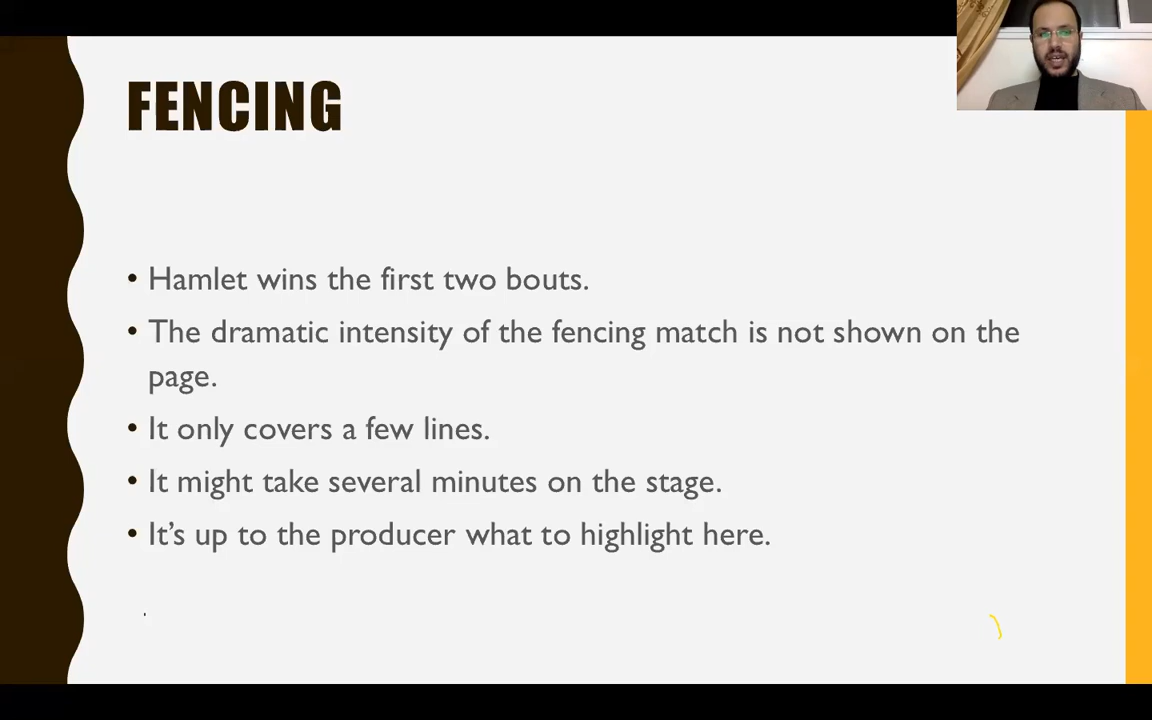 FENCING
• Hamlet wins the first two bouts.
• The dramatic intensity of the fencing match is not shown on the
page.
• It only covers a few lines.
• It might take several minutes on the stage.
• It’s up to the producer what to highlight here.